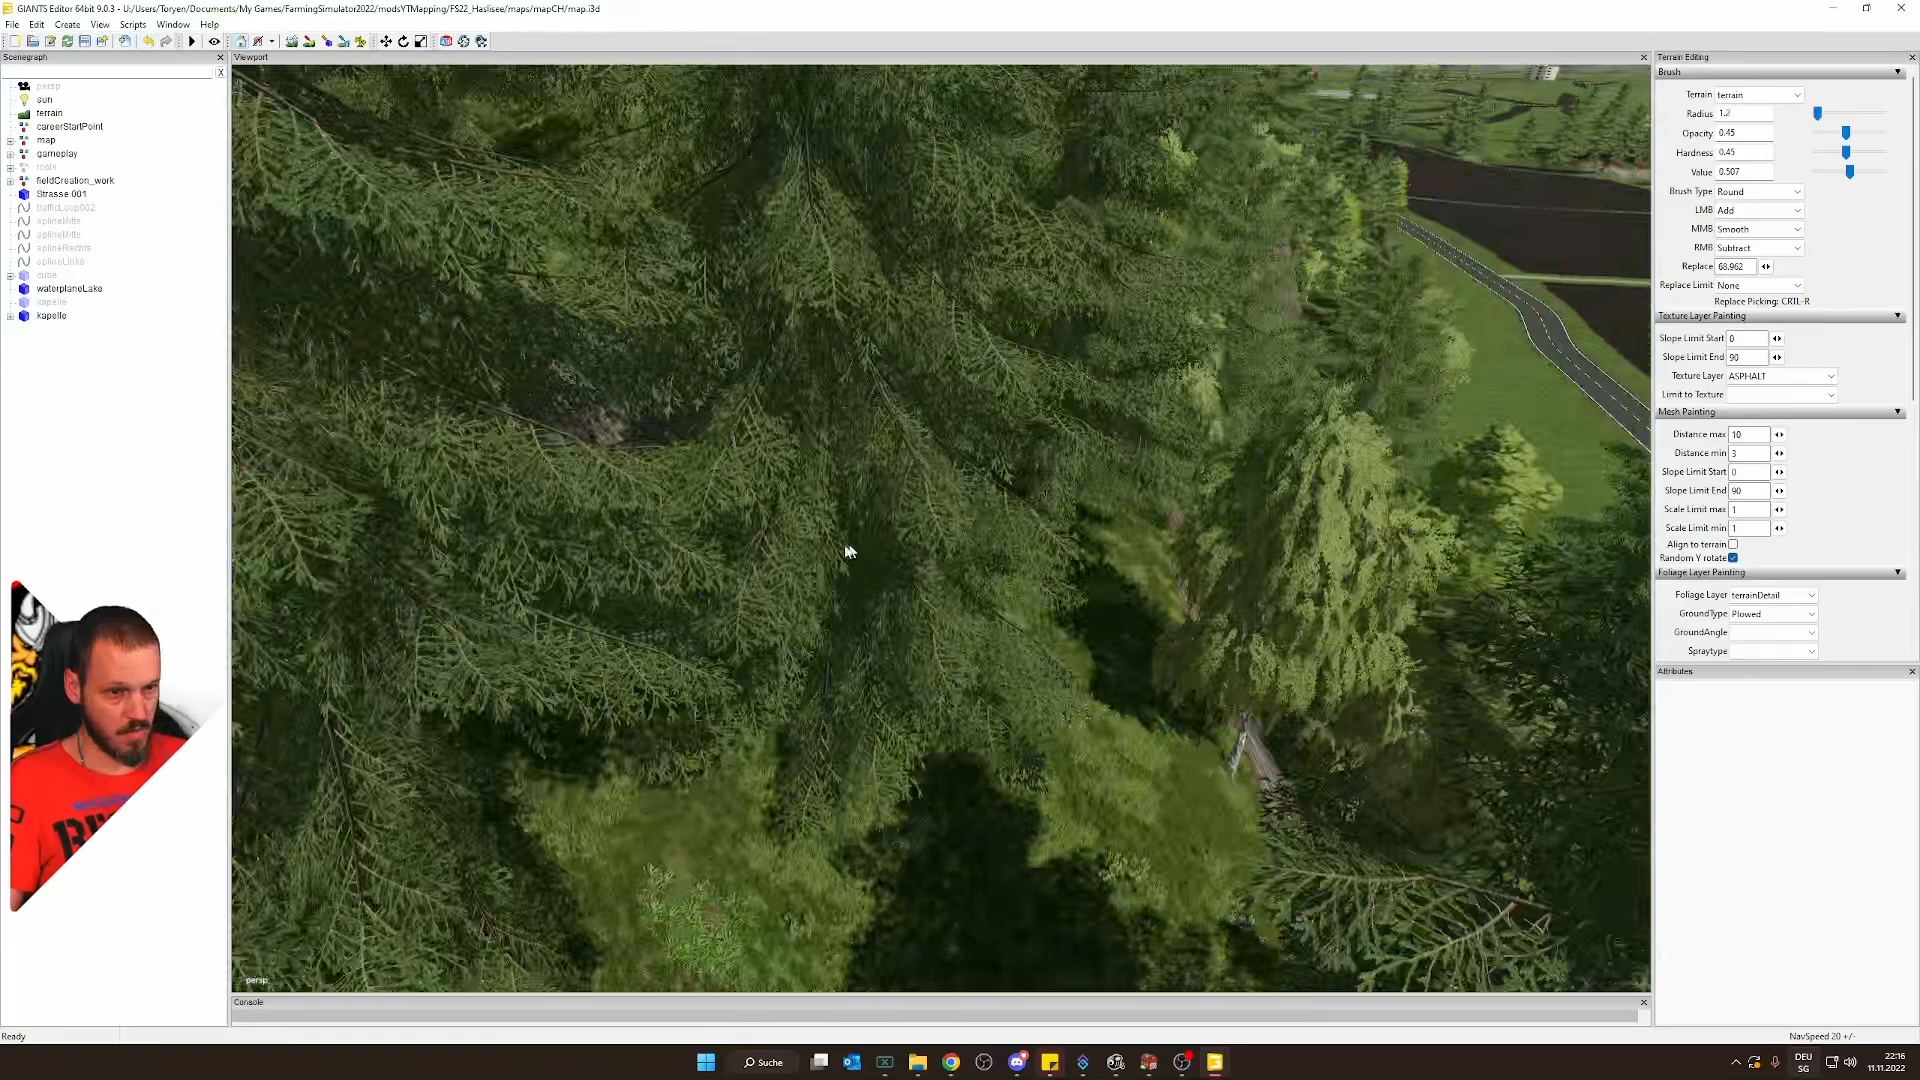 GIANTS Editor 64bit v9.0.3 - U:/Users/Toryen/Documents/My Games/FarmingSimulator2022/modsYTMapping/FS22_Haslisee/maps/mapCH/map.i3d
File Edit Create View Scripts Window Help
Scenegraph
X
persp
sun
terrain
careerStartPoint
map
gameplay
tools
fieldCreation_work
Strasse.001
trafficLoop002
splineMitte
splineMitte
splineRechts
splineLinks
cube
waterplaneLake
kapelle
kapelle
Viewport
persp
Console
Terrain Editing
Brush
Terrain terrain
Radius 1.2
Opacity 0.45
Hardness 0.45
Value 0.507
Brush Type Round
LMB Add
MMB Smooth
RMB Subtract
Replace 68.962
Replace Limit None
Replace Picking: CRTL-R
Texture Layer Painting
Slope Limit Start 0
Slope Limit End 90
Texture Layer ASPHALT
Limit to Texture
Mesh Painting
Distance max 10
Distance min 3
Slope Limit Start 0
Slope Limit End 90
Scale Limit max 1
Scale Limit min 1
Align to terrain
Random Y rotate
Foliage Layer Painting
Foliage Layer terrainDetail
GroundType Plowed
GroundAngle
Spraytype
Attributes
Ready
NavSpeed 20 +/-
Suche
DEU
SG
22:16
11.11.2022